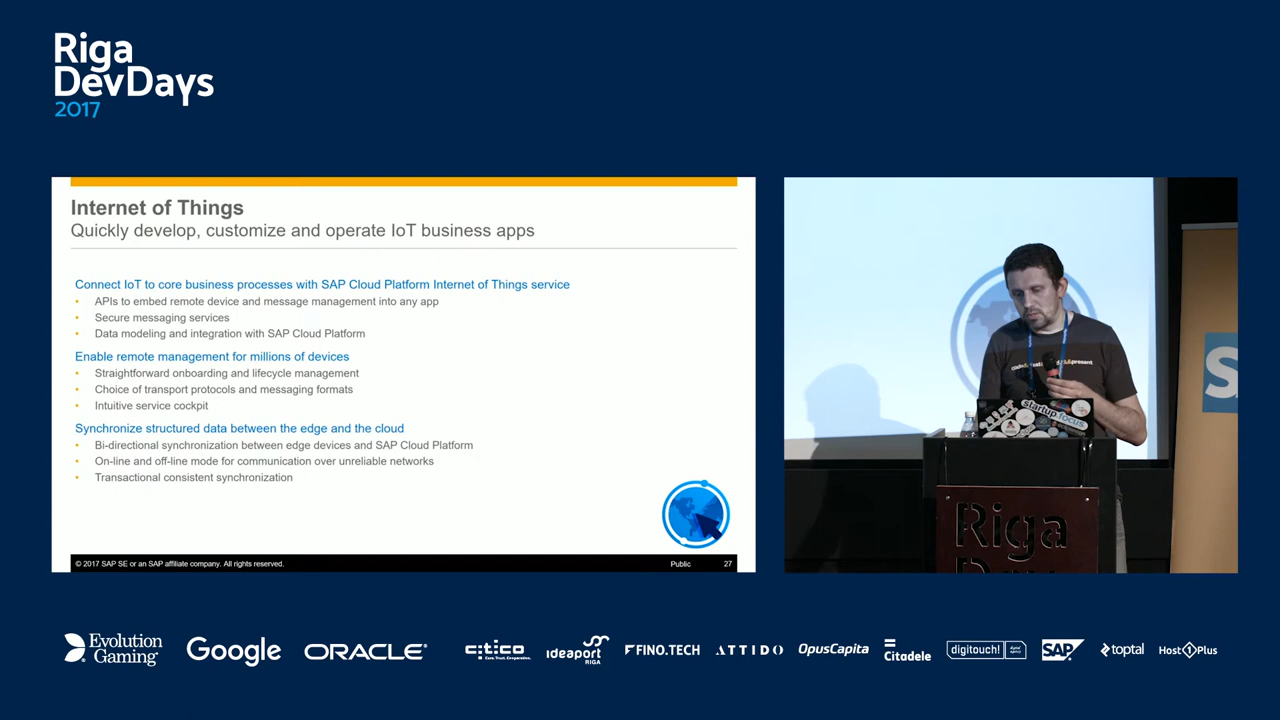 Riga
DevDays
2017
Internet of Things
Quickly develop, customize and operate IoT business apps
Connect IoT to core business processes with SAP Cloud Platform Internet of Things service
• APIs to embed remote device and message management into any app
• Secure messaging services
• Data modeling and integration with SAP Cloud Platform
Enable remote management for millions of devices
• Straightforward onboarding and lifecycle management
• Choice of transport protocols and messaging formats
• Intuitive service cockpit
Synchronize structured data between the edge and the cloud
• Bi-directional synchronization between edge devices and SAP Cloud Platform
• On-line and off-line mode for communication over unreliable networks
• Transactional consistent synchronization
© 2017 SAP SE or an SAP affiliate company. All rights reserved.
Public
27
startup focus
Riga
Evolution
Gaming
Google
ORACLE
citico
Care. Trust. Cooperation.
ideaport
RIGA
FINO.TECH
ATTIDO
OpusCapita
Citadele
digitouch!
SAP
toptal
Host1Plus